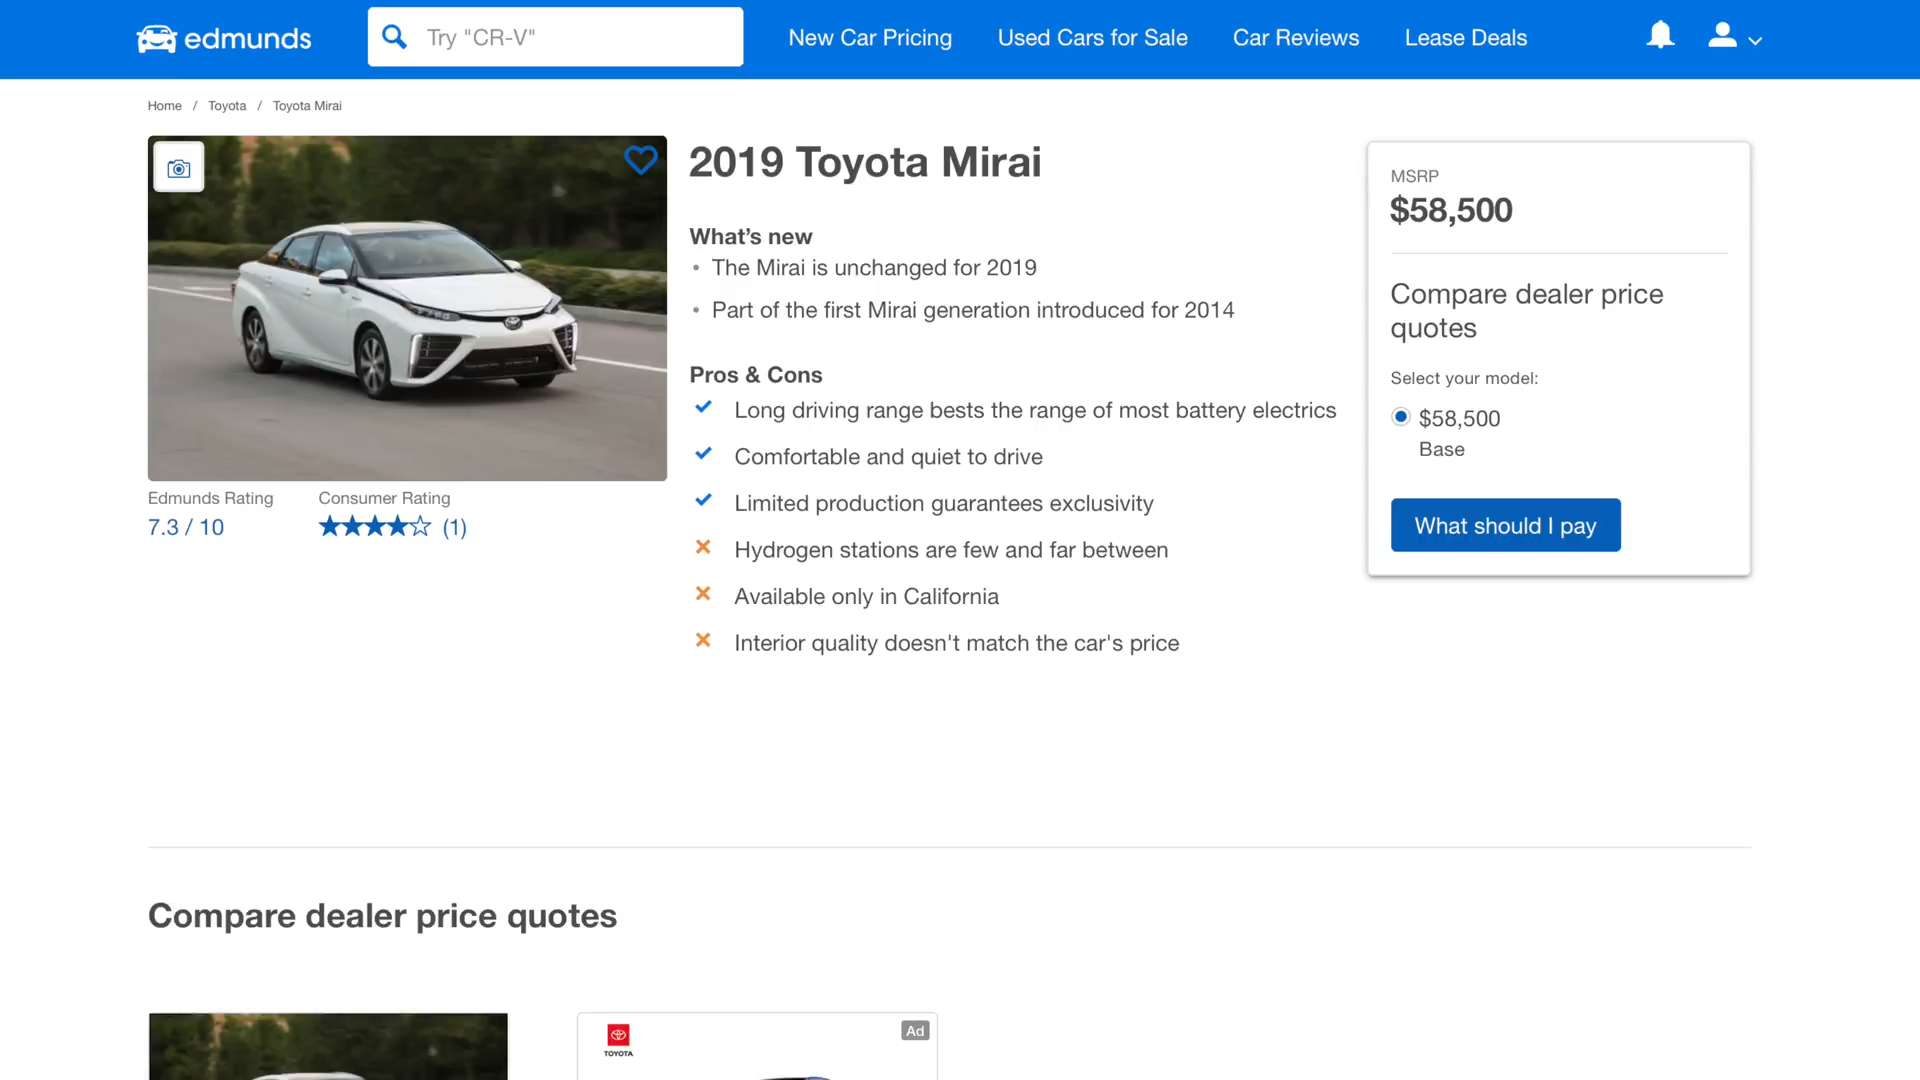 edmunds
Try "CR-V"
New Car Pricing
Used Cars for Sale
Car Reviews
Lease Deals
Home / Toyota / Toyota Mirai
2019 Toyota Mirai
What’s new
• The Mirai is unchanged for 2019
• Part of the first Mirai generation introduced for 2014
Pros & Cons
Long driving range bests the range of most battery electrics
Comfortable and quiet to drive
Limited production guarantees exclusivity
Hydrogen stations are few and far between
Available only in California
Interior quality doesn't match the car's price
Edmunds Rating
7.3 / 10
Consumer Rating
(1)
MSRP
$58,500
Compare dealer price
quotes
Select your model:
$58,500
Base
What should I pay
Compare dealer price quotes
TOYOTA
Ad